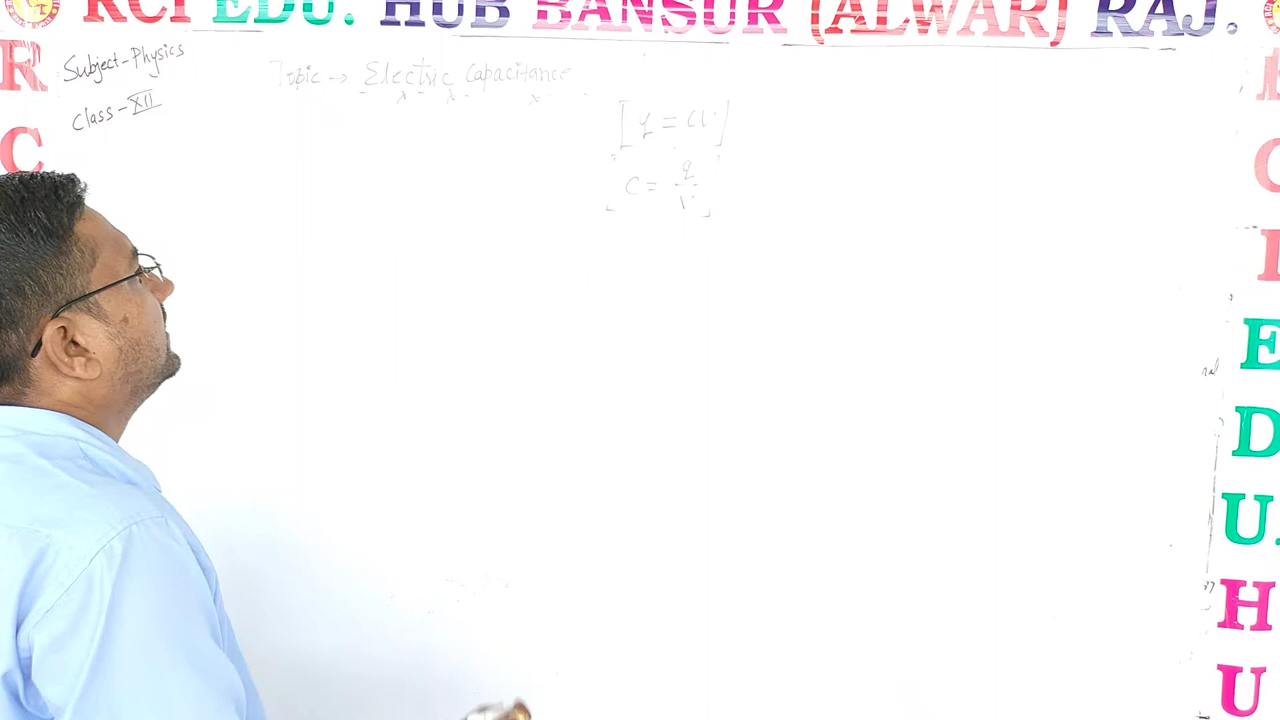 RCI EDU. HUB BANSUR (ALWAR) RAJ.
Subject-Physics
Class-XII
Topic → Electric Capacitance
[q = CV]
[C = q/V]
R
C
I
E
D
U.
H
U
R
C